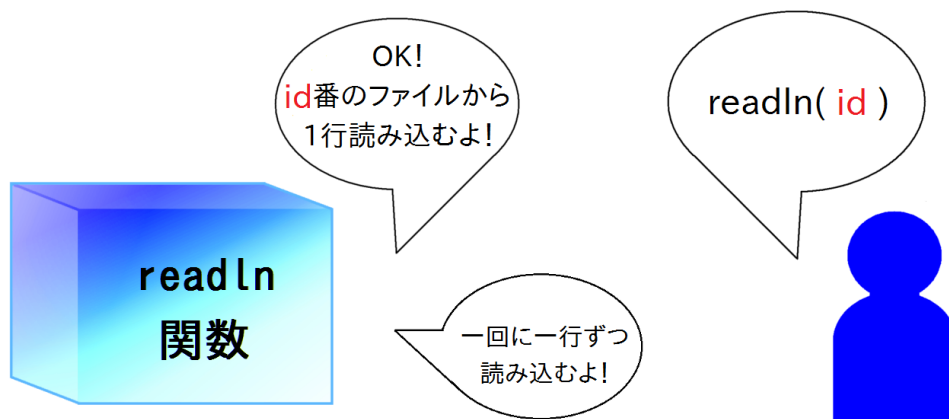 OK!
id番のファイルから
1行読み込むよ!
readln( id )
readln
関数
一回に一行ずつ
読み込むよ!